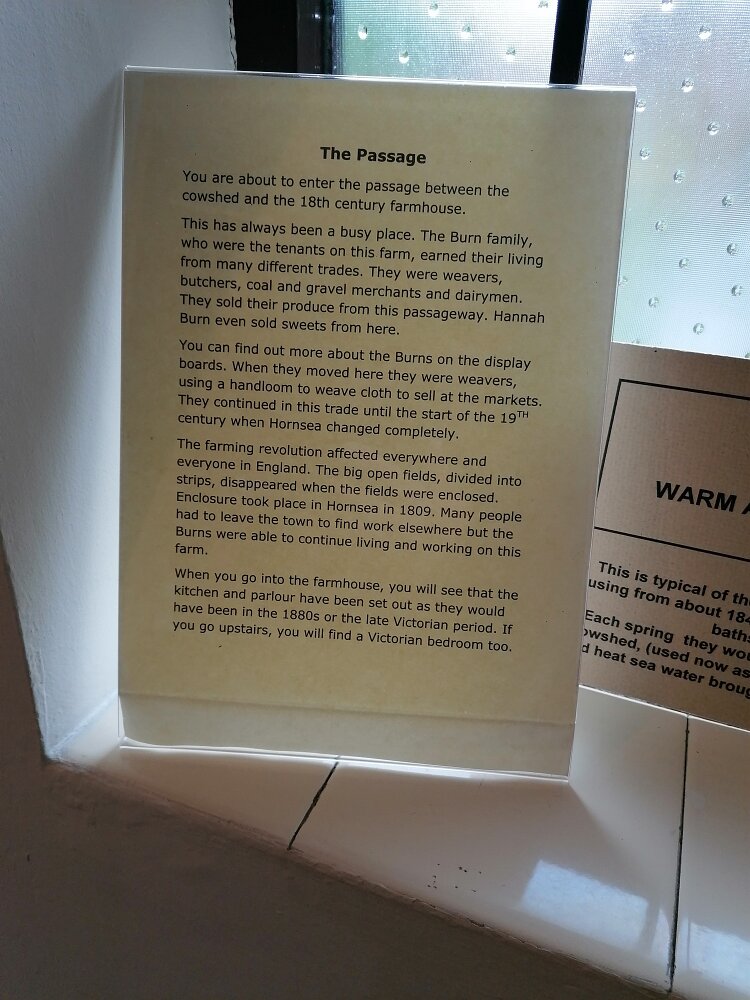 The Passage
You are about to enter the passage between the
cowshed and the 18th century farmhouse.
This has always been a busy place. The Burn family,
who were the tenants on this farm, earned their living
from many different trades. They were weavers,
butchers, coal and gravel merchants and dairymen.
They sold their produce from this passageway. Hannah
Burn even sold sweets from here.
You can find out more about the Burns on the display
boards. When they moved here they were weavers,
using a handloom to weave cloth to sell at the markets.
They continued in this trade until the start of the 19TH
century when Hornsea changed completely.
The farming revolution affected everywhere and
everyone in England. The big open fields, divided into
strips, disappeared when the fields were enclosed.
Enclosure took place in Hornsea in 1809. Many people
had to leave the town to find work elsewhere but the
Burns were able to continue living and working on this
farm.
When you go into the farmhouse, you will see that the
kitchen and parlour have been set out as they would
have been in the 1880s or the late Victorian period. If
you go upstairs, you will find a Victorian bedroom too.
WARM
This is typical of the
using from about
baths
Each spring they
(used now as
heat sea water